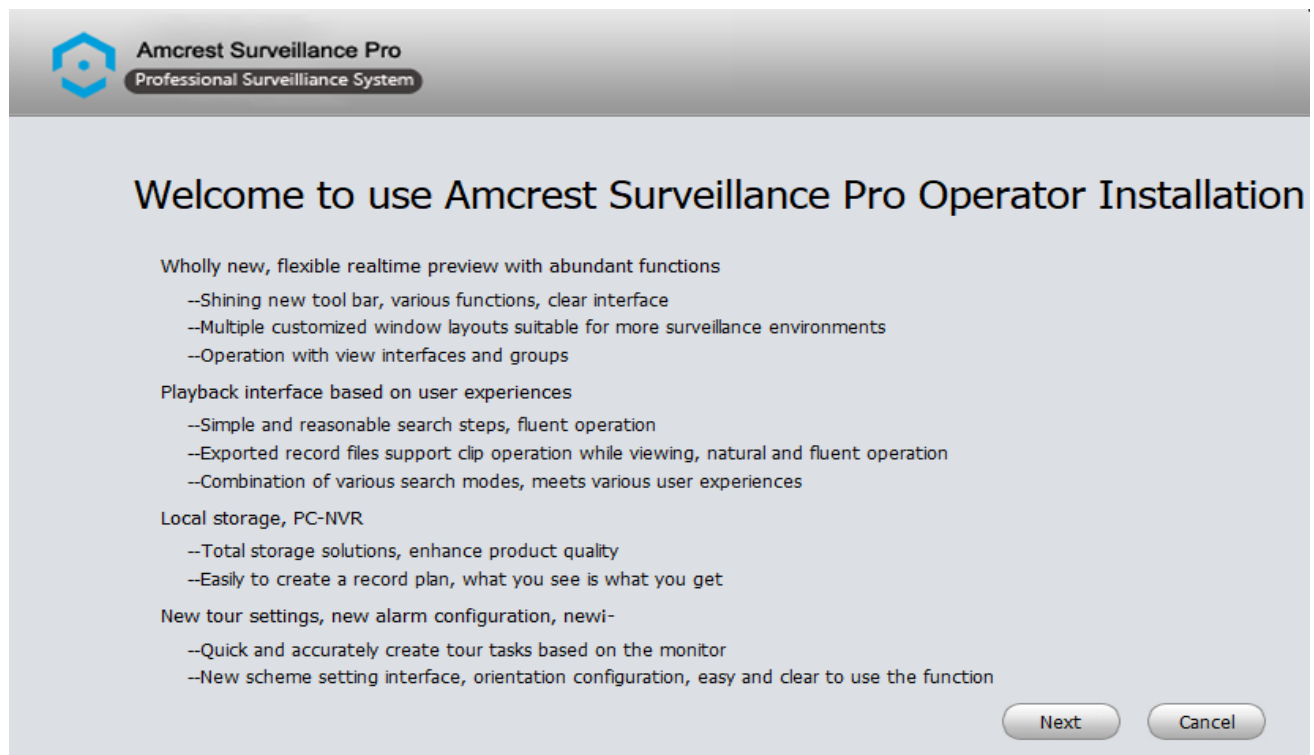 Amcrest Surveillance Pro
Professional Surveilliance System
Welcome to use Amcrest Surveillance Pro Operator Installation
Wholly new, flexible realtime preview with abundant functions
--Shining new tool bar, various functions, clear interface
--Multiple customized window layouts suitable for more surveillance environments
--Operation with view interfaces and groups
Playback interface based on user experiences
--Simple and reasonable search steps, fluent operation
--Exported record files support clip operation while viewing, natural and fluent operation
--Combination of various search modes, meets various user experiences
Local storage, PC-NVR
--Total storage solutions, enhance product quality
--Easily to create a record plan, what you see is what you get
New tour settings, new alarm configuration, newi-
--Quick and accurately create tour tasks based on the monitor
--New scheme setting interface, orientation configuration, easy and clear to use the function
Next Cancel